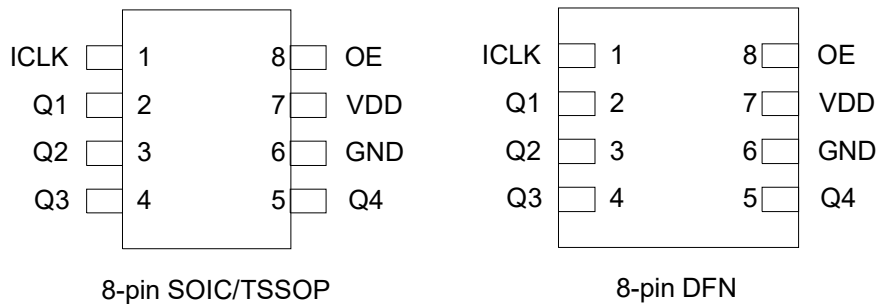 ICLK 1 8 OE
Q1 2 7 VDD
Q2 3 6 GND
Q3 4 5 Q4
8-pin SOIC/TSSOP
ICLK 1 8 OE
Q1 2 7 VDD
Q2 3 6 GND
Q3 4 5 Q4
8-pin DFN